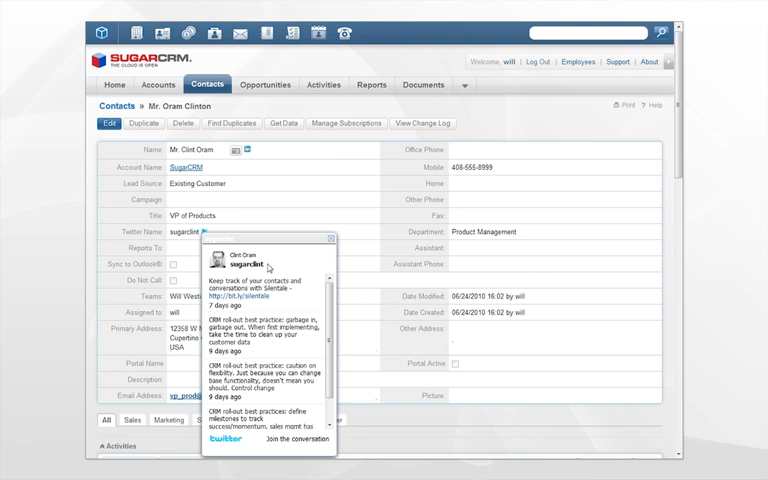 SUGARCRM.
THE CLOUD IS OPEN
Welcome, will | Log Out | Employees | Support | About
Home Accounts Contacts Opportunities Activities Reports Documents
Contacts » Mr. Oram Clinton
Print ? Help
Edit Duplicate Delete Find Duplicates Get Data Manage Subscriptions View Change Log
Name: Mr. Clint Oram in Office Phone:
Account Name: SugarCRM Mobile: 408-555-8999
Lead Source: Existing Customer Home:
Campaign: Other Phone:
Title: VP of Products Fax:
Twitter Name: sugarclint Department: Product Management
Reports To: Assistant:
Sync to Outlook®: Assistant Phone:
Do Not Call:
Teams: Will West Date Modified: 06/24/2010 16:02 by will
Assigned to: will Date Created: 06/24/2010 16:02 by will
Primary Address: 12358 W M Other Address:
Cupertino
USA
Portal Name Portal Active
Description:
Email Address: vp_prod@ Picture:
All Sales Marketing
Activities
Clint Oram
sugarclint
Keep track of your contacts and
conversations with Silentale -
http://bit.ly/silentale
7 days ago
CRM roll-out best practice: garbage in,
garbage out. When first implementing,
take the time to clean up your
customer data
9 days ago
CRM roll-out best practice: caution on
flexiblity. Just because you can change
base functionality, doesn't mean you
should. Control change
9 days ago
CRM roll-out best practices: define
milestones to track
success/momentum, sales mgmt has
twitter Join the conversation